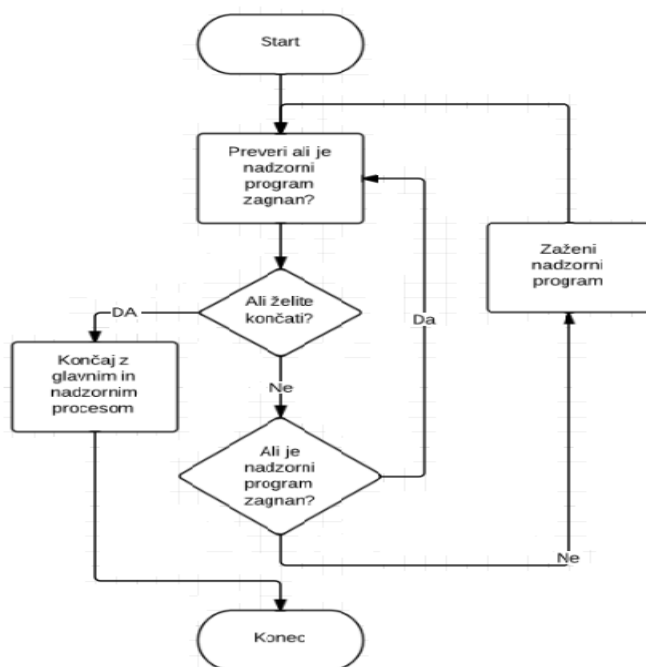 Start
Preveri ali je
nadzorni
program
zagnan?
Zaženi
nadzorni
program
Ali želite
končati?
DA
Da
Končaj z
glavnim in
nadzornim
procesom
Ne
Ali je
nadzorni
program
zagnan?
Ne
Konec